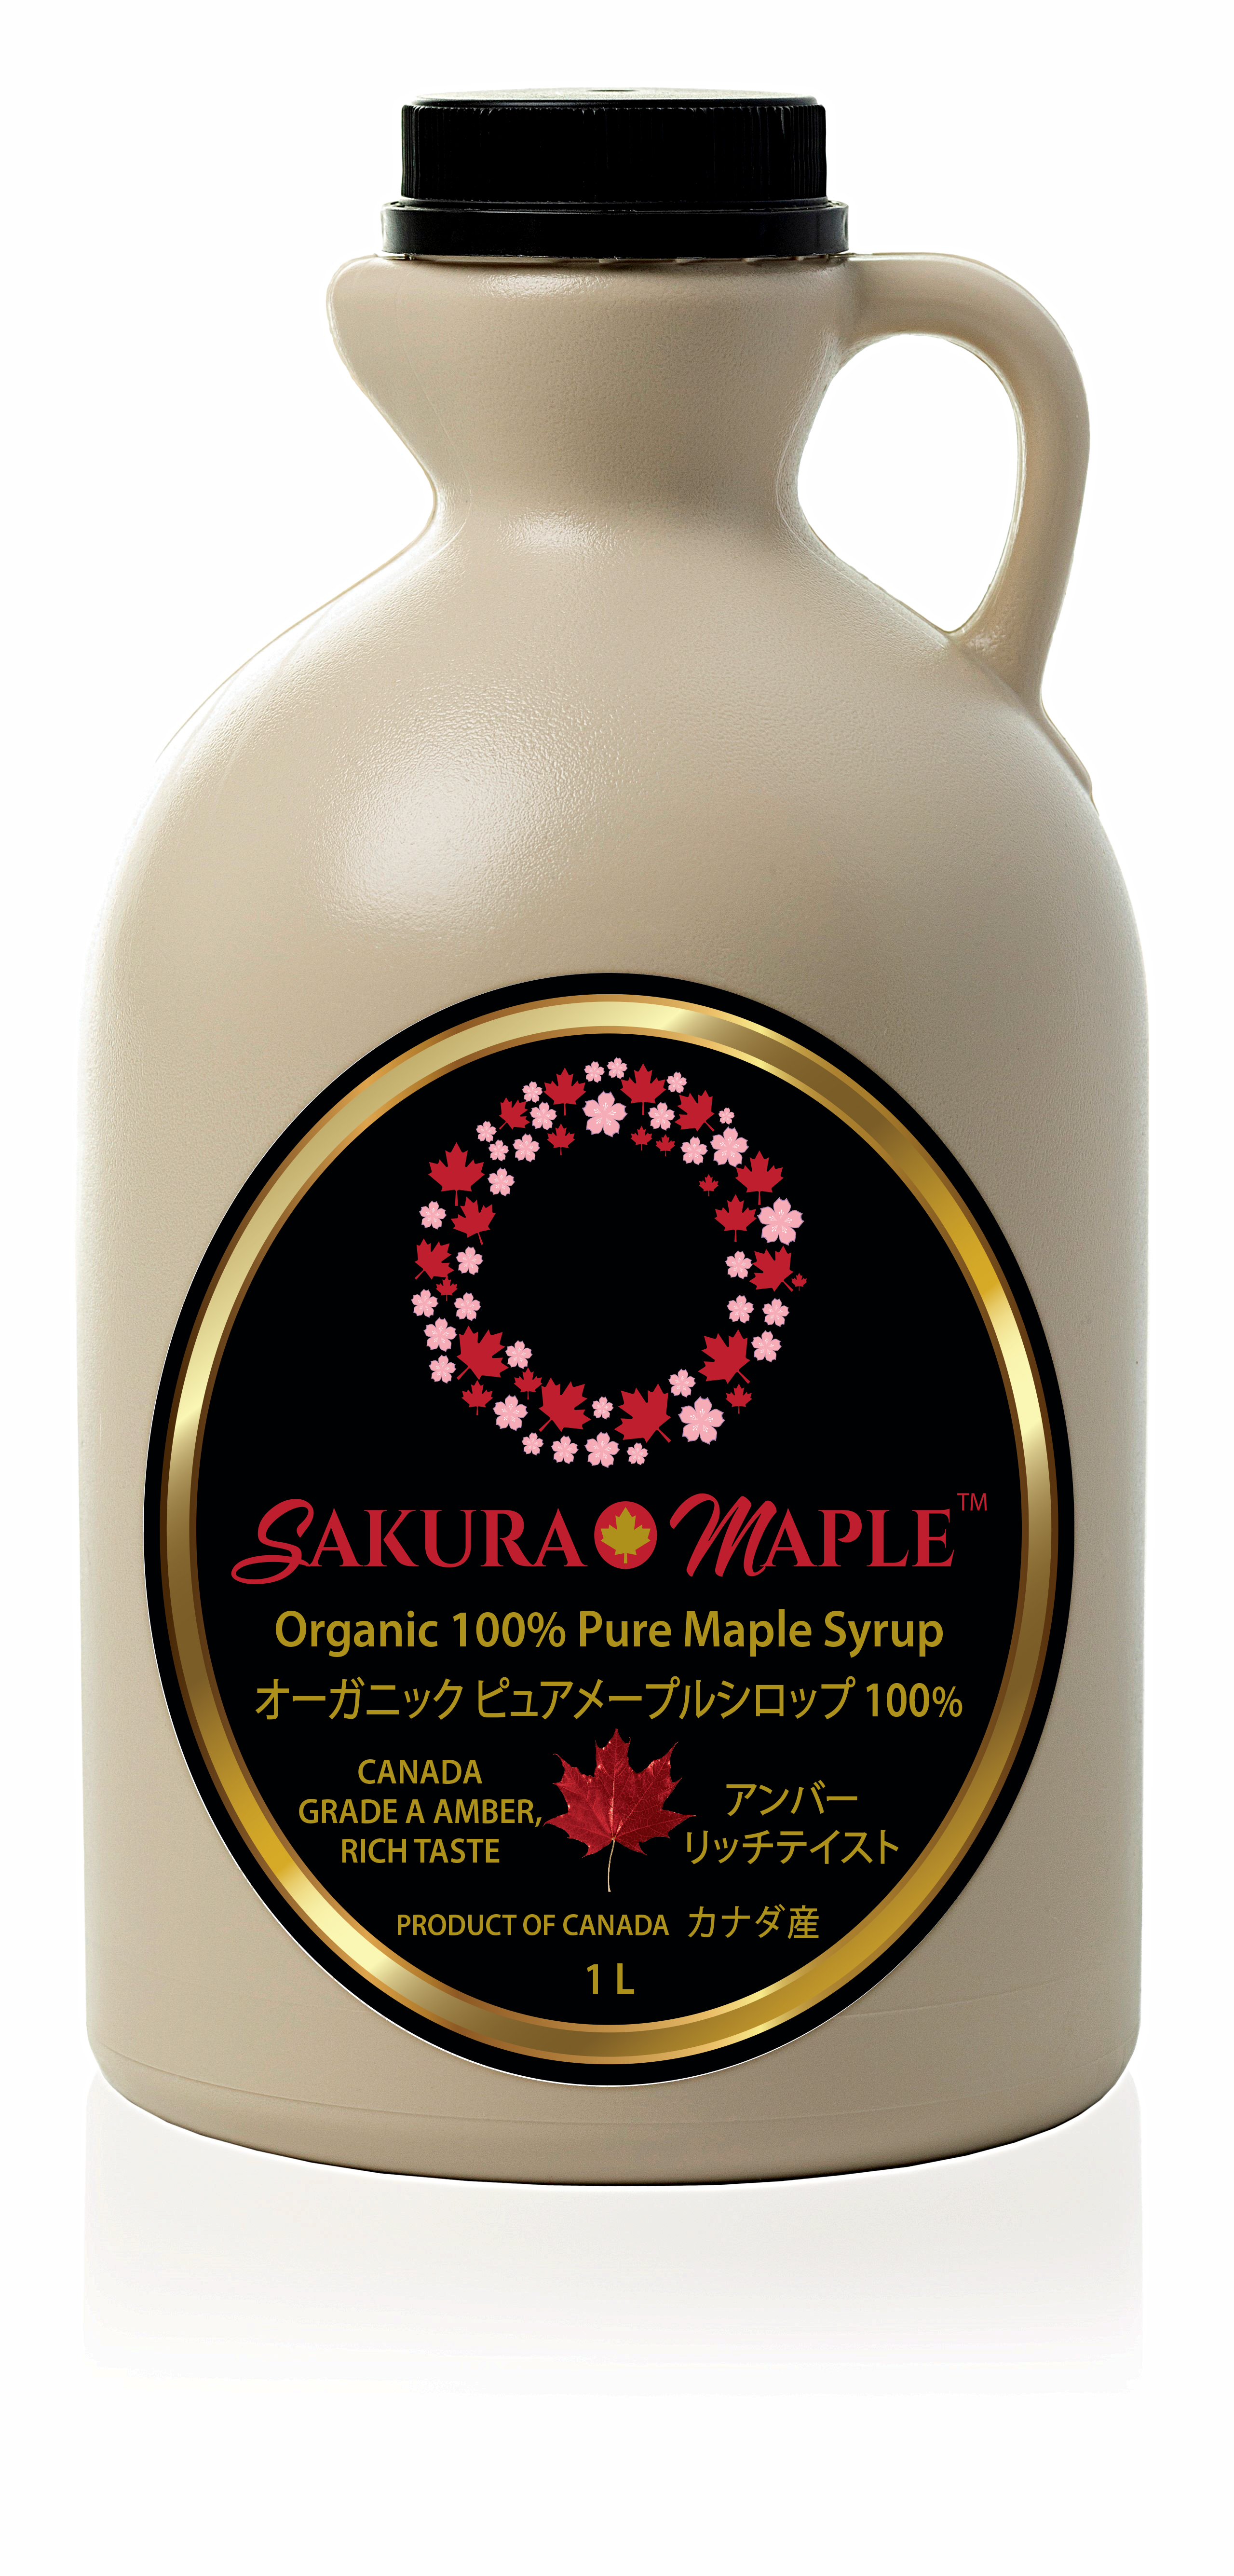 SAKURA MAPLE™
Organic 100% Pure Maple Syrup
オーガニック ピュアメープルシロップ 100%
CANADA
GRADE A AMBER,
RICH TASTE
アンバー
リッチテイスト
PRODUCT OF CANADA カナダ産
1 L